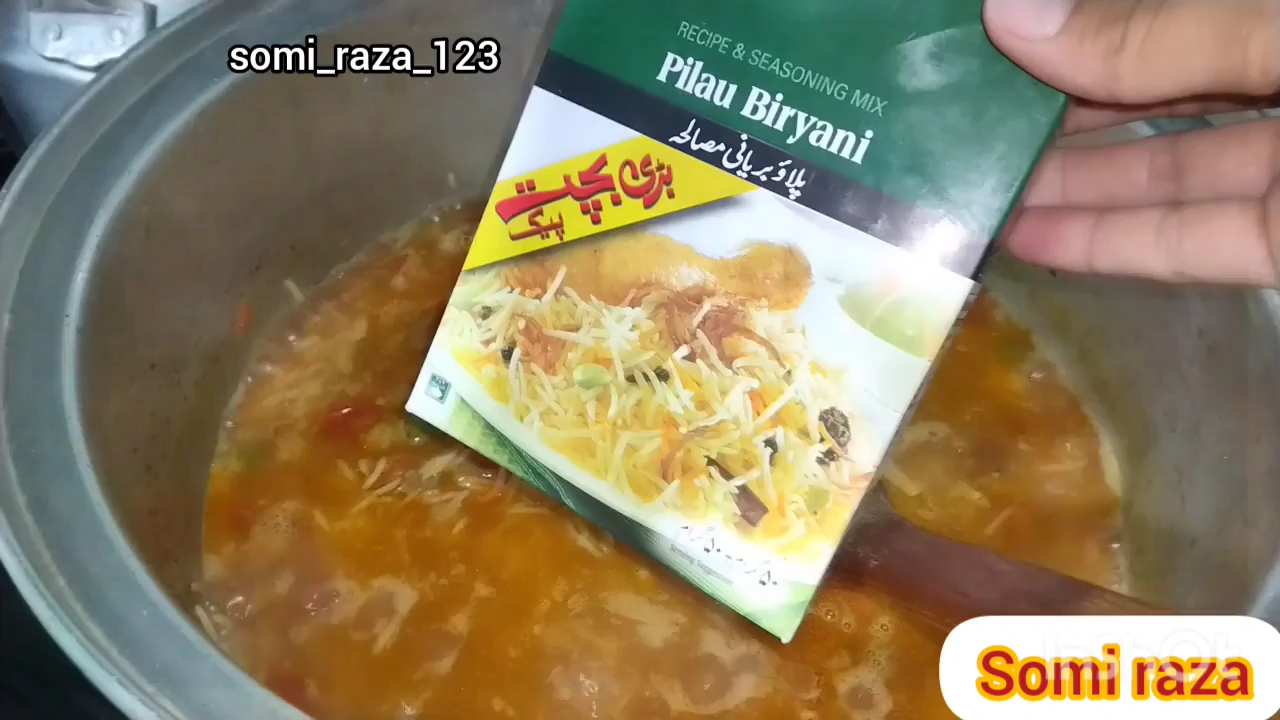 somi_raza_123
RECIPE & SEASONING MIX
Pilau Biryani
پلاؤ بریانی مصالحہ
بڑی بچت
پیک
Somi raza